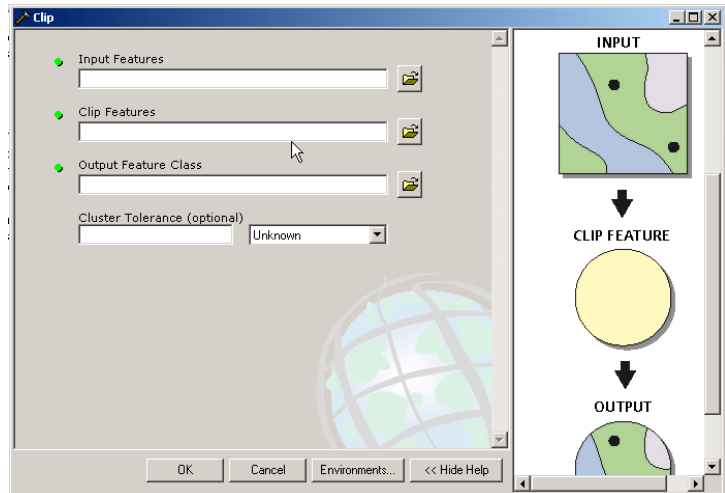 Clip
Input Features
Clip Features
Output Feature Class
Cluster Tolerance (optional)
Unknown
OK
Cancel
Environments...
<< Hide Help
INPUT
CLIP FEATURE
OUTPUT